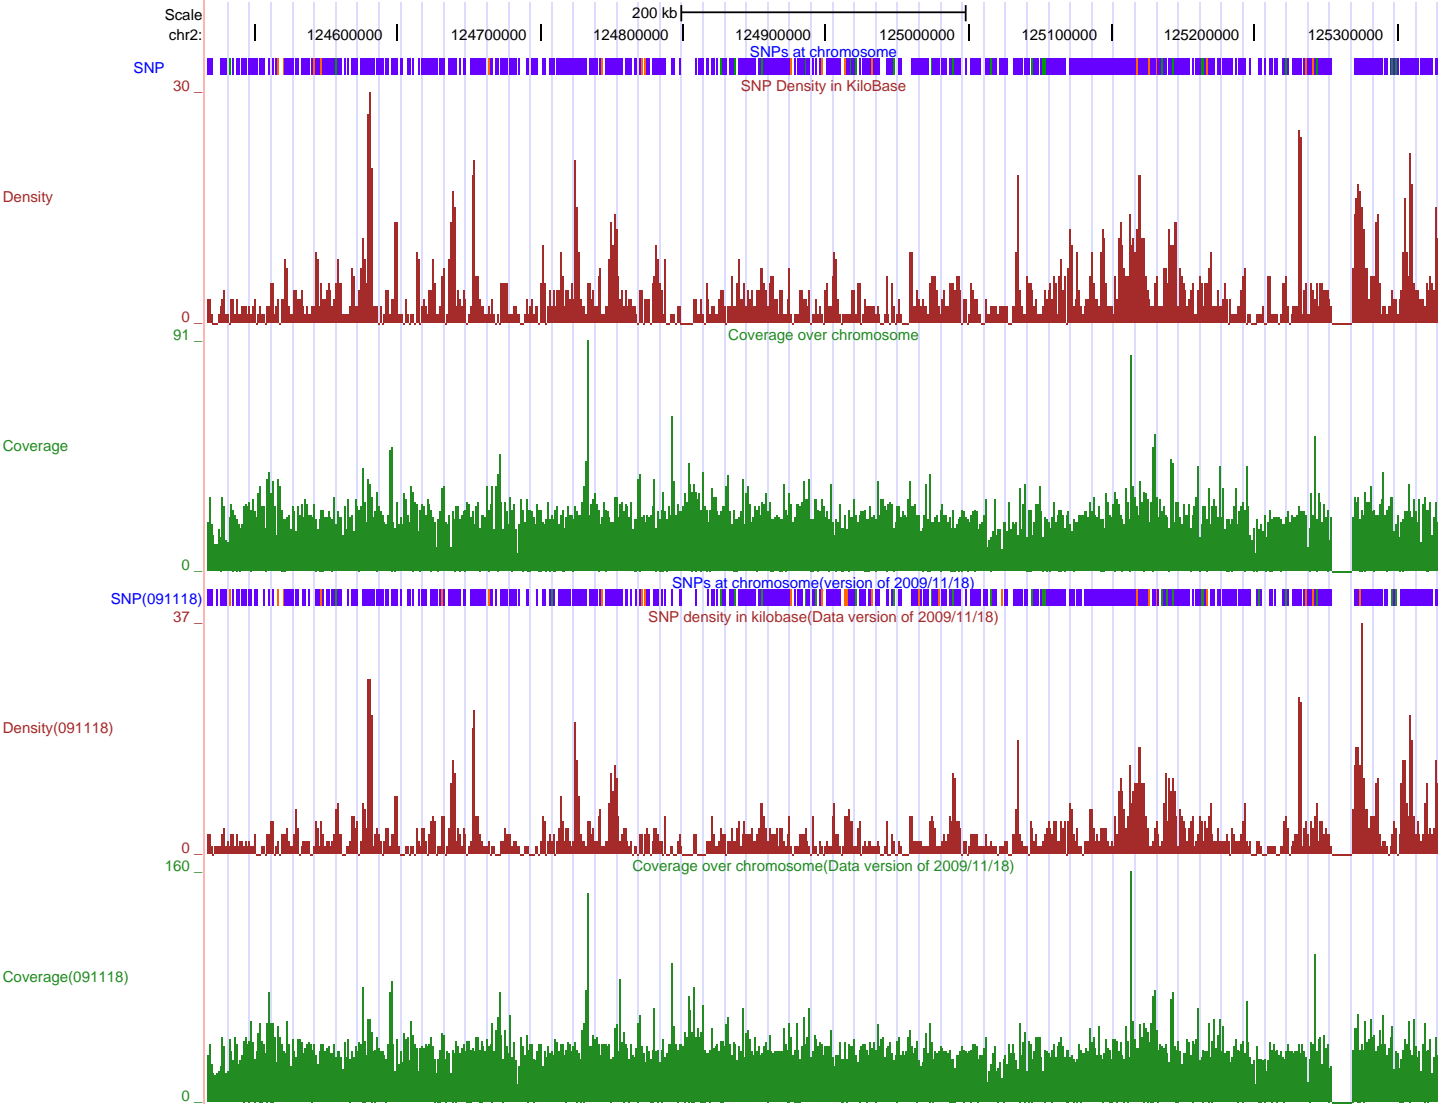 Scale 200 kb
chr2: 124600000 124700000 124800000 124900000 125000000 125100000 125200000 125300000
SNPs at chromosome
SNP
30
SNP Density in KiloBase
Density
0
91
Coverage over chromosome
Coverage
0
SNPs at chromosome(version of 2009/11/18)
SNP(091118)
37
SNP density in kilobase(Data version of 2009/11/18)
Density(091118)
0
160
Coverage over chromosome(Data version of 2009/11/18)
Coverage(091118)
0